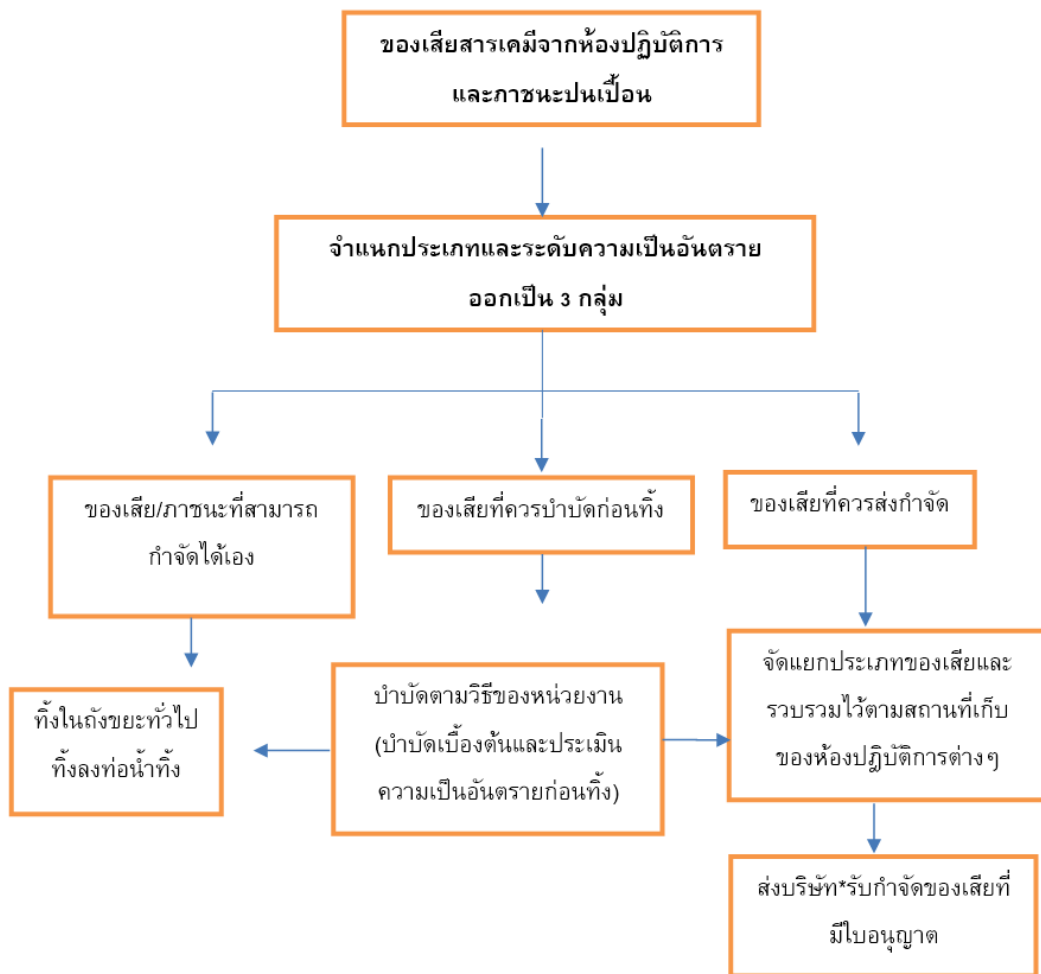 ของเสียสารเคมีจากห้องปฏิบัติการ
และภาชนะปนเปื้อน
จำแนกประเภทและระดับความเป็นอันตราย
ออกเป็น 3 กลุ่ม
ของเสีย/ภาชนะที่สามารถ
กำจัดได้เอง
ของเสียที่ควรบำบัดก่อนทิ้ง
ของเสียที่ควรส่งกำจัด
ทิ้งในถังขยะทั่วไป
ทิ้งลงท่อน้ำทิ้ง
บำบัดตามวิธีของหน่วยงาน
(บำบัดเบื้องต้นและประเมิน
ความเป็นอันตรายก่อนทิ้ง)
จัดแยกประเภทของเสียและ
รวบรวมไว้ตามสถานที่เก็บ
ของห้องปฎิบัติการต่างๆ
ส่งบริษัท*รับกำจัดของเสียที่
มีใบอนุญาต